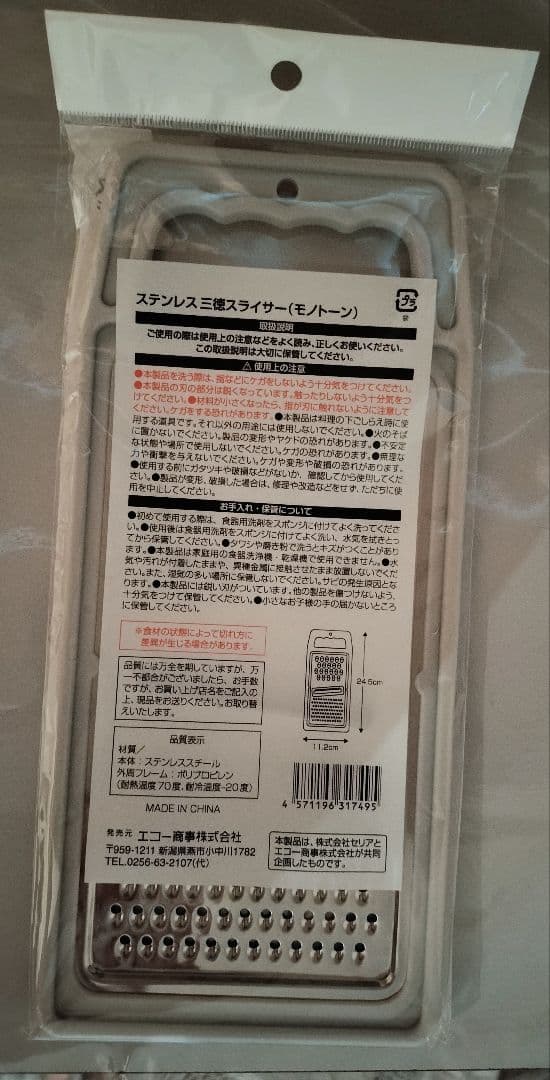 ステンレス三徳スライサー(モノトーン)
プラ
袋
取扱説明
ご使用の際は使用上の注意などをよく読み、正しくお使いください。
この取扱説明は大切に保管してください。
⚠使用上の注意
●本製品を洗う際は、指などにケガをしないよう十分気をつけてください。
●本製品の刃の部分は鋭くなっています。触ったりしないよう十分気をつ
けてください。●材料が小さくなったら、指が刃に触れないように注意して
ください。ケガをする恐れがあります。●本製品は料理の下ごしらえ時に使
用する道具です。それ以外の用途には使用しないでください。●火のそば
に置かないでください。製品の変形やヤケドの恐れがあります。●不安定
な状態や場所で使用しないでください。ケガの恐れがあります。●無理な
力や衝撃を与えないでください。ケガや変形や破損の恐れがあります。
●使用する前にガタツキや破損などがないか、確認してから使用してくだ
さい。●製品が変形、破損した場合は、修理や改造などをせず、ただちに使
用を中止してください。
お手入れ・保管について
●初めて使用する際は、食器用洗剤をスポンジに付けてよく洗ってくださ
い。●使用後は食器用洗剤をスポンジに付けてよく洗い、水気を拭きとっ
てから保管してください。●タワシや磨き粉で洗うとキズがつくことがあり
ます。●本製品は家庭用の食器洗浄機・乾燥機で使用できません。●水
気や汚れが付着したままや、異種金属に接触させたまま放置しないでくだ
さい。また、湿気の多い場所に保管しないでください。サビの発生原因とな
ります。●本製品には鋭い刃がついています。他の製品を傷つけないよう、
十分気をつけて保管してください。●小さなお子様の手の届かないところ
に保管してください。
※食材の状態によって切れ方に
差異が生じる場合があります。
品質には万全を期していますが、万
一不都合がございましたら、お手数
ですが、お買い上げ店名をご記入の
上、現品をお送りください。お取り替
えいたします。
24.5cm
11.2cm
品質表示
材質/
本体:ステンレススチール
外周フレーム:ポリプロピレン
(耐熱温度70度、耐冷温度-20度)
MADE IN CHINA
4 571196 317495
発売元 エコー商事株式会社
〒959-1211 新潟県燕市小中川1782
TEL.0256-63-2107(代)
本製品は、株式会社セリアと
エコー商事株式会社が共同
企画したものです。